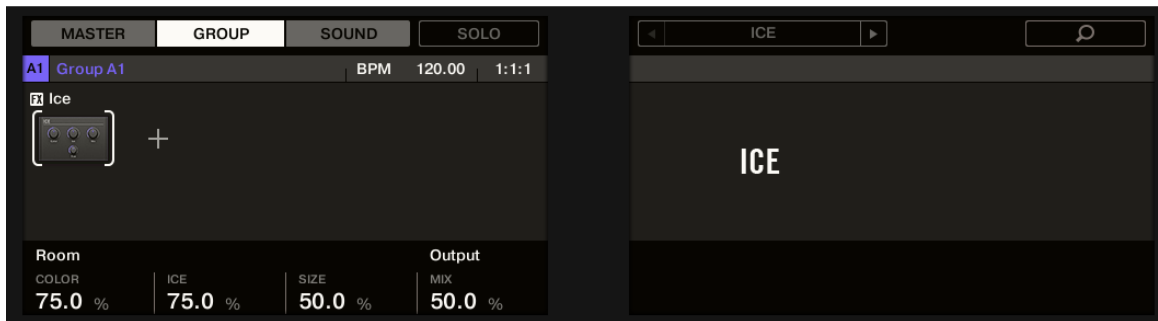 MASTER GROUP SOUND SOLO
ICE
A1 Group A1 BPM 120.00 1:1:1
FX Ice
ICE
Room Output
COLOR ICE SIZE MIX
75.0 % 75.0 % 50.0 % 50.0 %